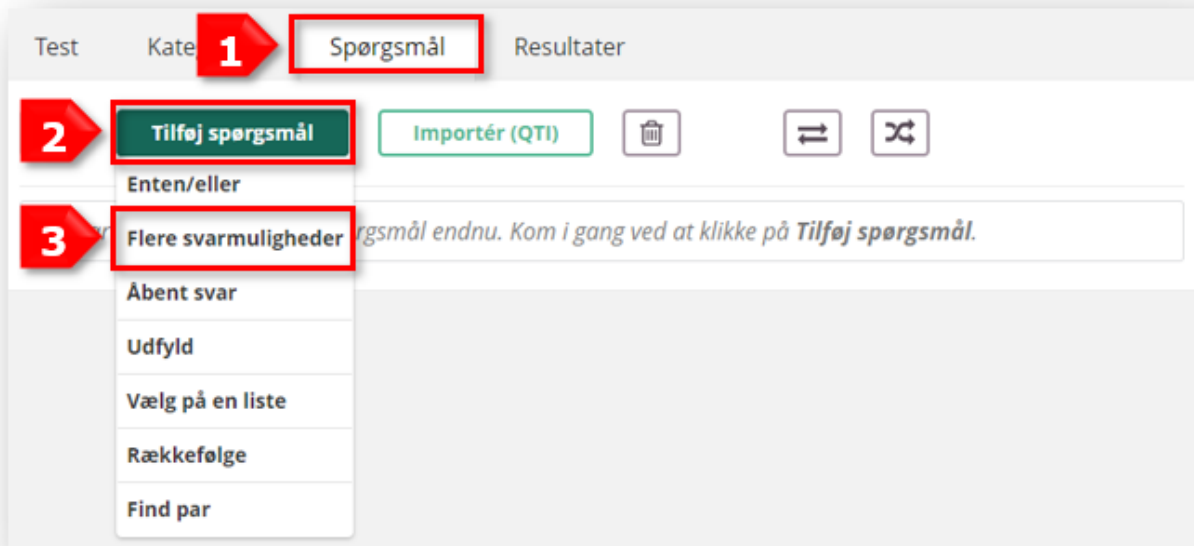 Test Kate 1 Spørgsmål Resultater
2 Tilføj spørgsmål Importér (QTI)
Enten/eller
3 Flere svarmuligheder rgsmål endnu. Kom i gang ved at klikke på Tilføj spørgsmål.
Åbent svar
Udfyld
Vælg på en liste
Rækkefølge
Find par